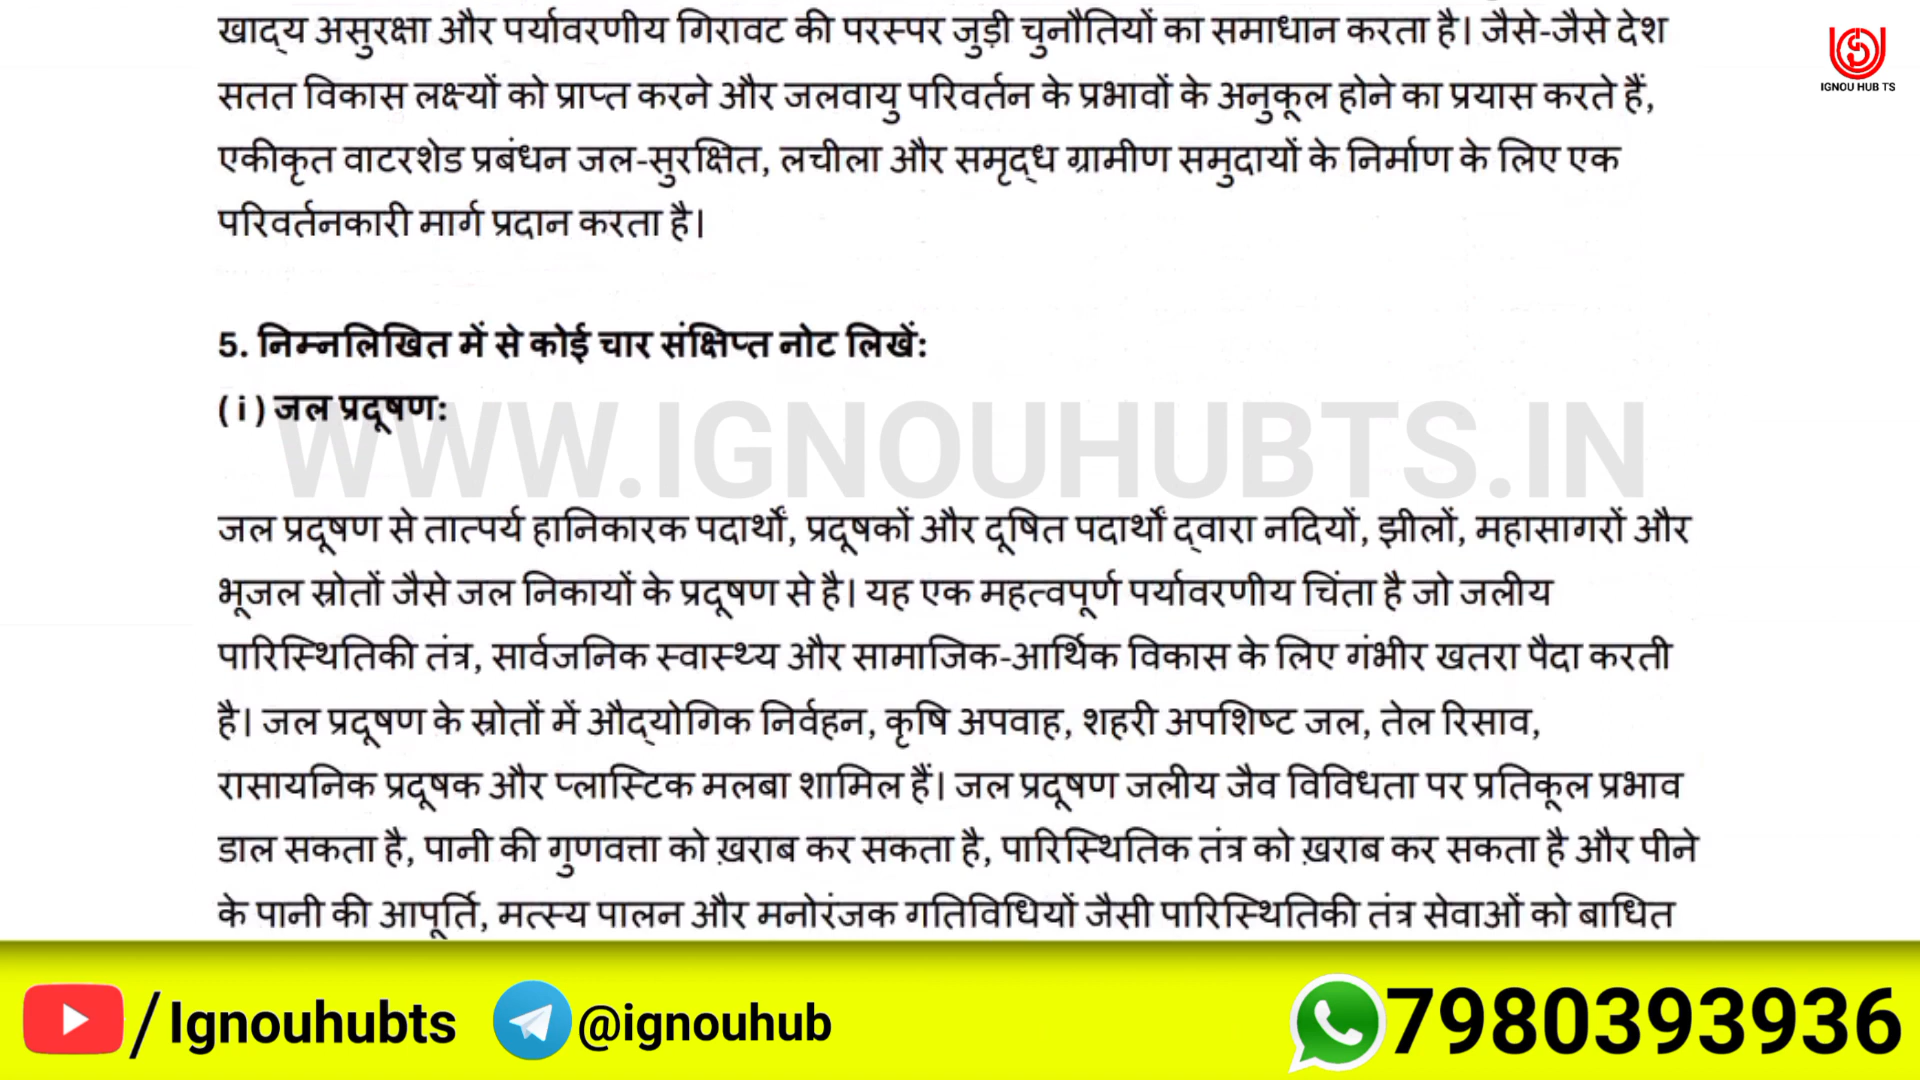 खाद्य असुरक्षा और पर्यावरणीय गिरावट की परस्पर जुड़ी चुनौतियों का समाधान करता है। जैसे-जैसे देश
IGNOU HUB TS
सतत विकास लक्ष्यों को प्राप्त करने और जलवायु परिवर्तन के प्रभावों के अनुकूल होने का प्रयास करते हैं,
एकीकृत वाटरशेड प्रबंधन जल-सुरक्षित, लचीला और समृद्ध ग्रामीण समुदायों के निर्माण के लिए एक
परिवर्तनकारी मार्ग प्रदान करता है।
5. निम्नलिखित में से कोई चार संक्षिप्त नोट लिखें:
( i ) जल प्रदूषण:
WWW.IGNOUHUBTS.IN
जल प्रदूषण से तात्पर्य हानिकारक पदार्थों, प्रदूषकों और दूषित पदार्थों द्वारा नदियों, झीलों, महासागरों और
भूजल स्रोतों जैसे जल निकायों के प्रदूषण से है। यह एक महत्वपूर्ण पर्यावरणीय चिंता है जो जलीय
पारिस्थितिकी तंत्र, सार्वजनिक स्वास्थ्य और सामाजिक-आर्थिक विकास के लिए गंभीर खतरा पैदा करती
है। जल प्रदूषण के स्रोतों में औद्योगिक निर्वहन, कृषि अपवाह, शहरी अपशिष्ट जल, तेल रिसाव,
रासायनिक प्रदूषक और प्लास्टिक मलबा शामिल हैं। जल प्रदूषण जलीय जैव विविधता पर प्रतिकूल प्रभाव
डाल सकता है, पानी की गुणवत्ता को ख़राब कर सकता है, पारिस्थितिक तंत्र को ख़राब कर सकता है और पीने
के पानी की आपूर्ति, मत्स्य पालन और मनोरंजक गतिविधियों जैसी पारिस्थितिकी तंत्र सेवाओं को बाधित
/Ignouhubts @ignouhub 7980393936